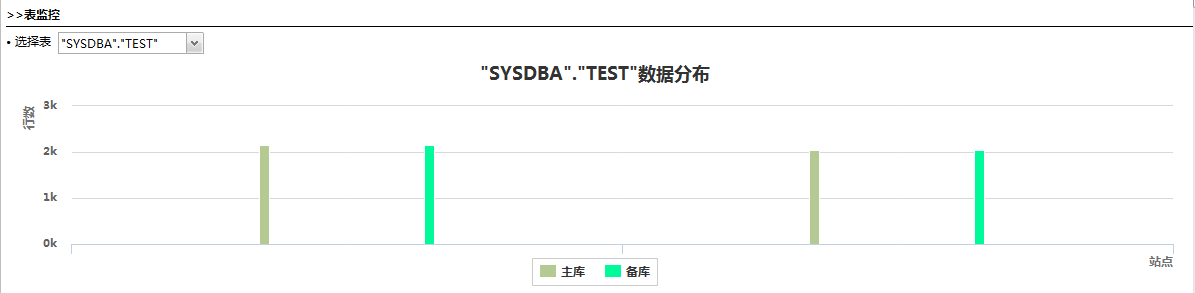 >>表监控
• 选择表 "SYSDBA"."TEST"
"SYSDBA"."TEST"数据分布
行数
3k
2k
1k
0k
站点
主库 备库